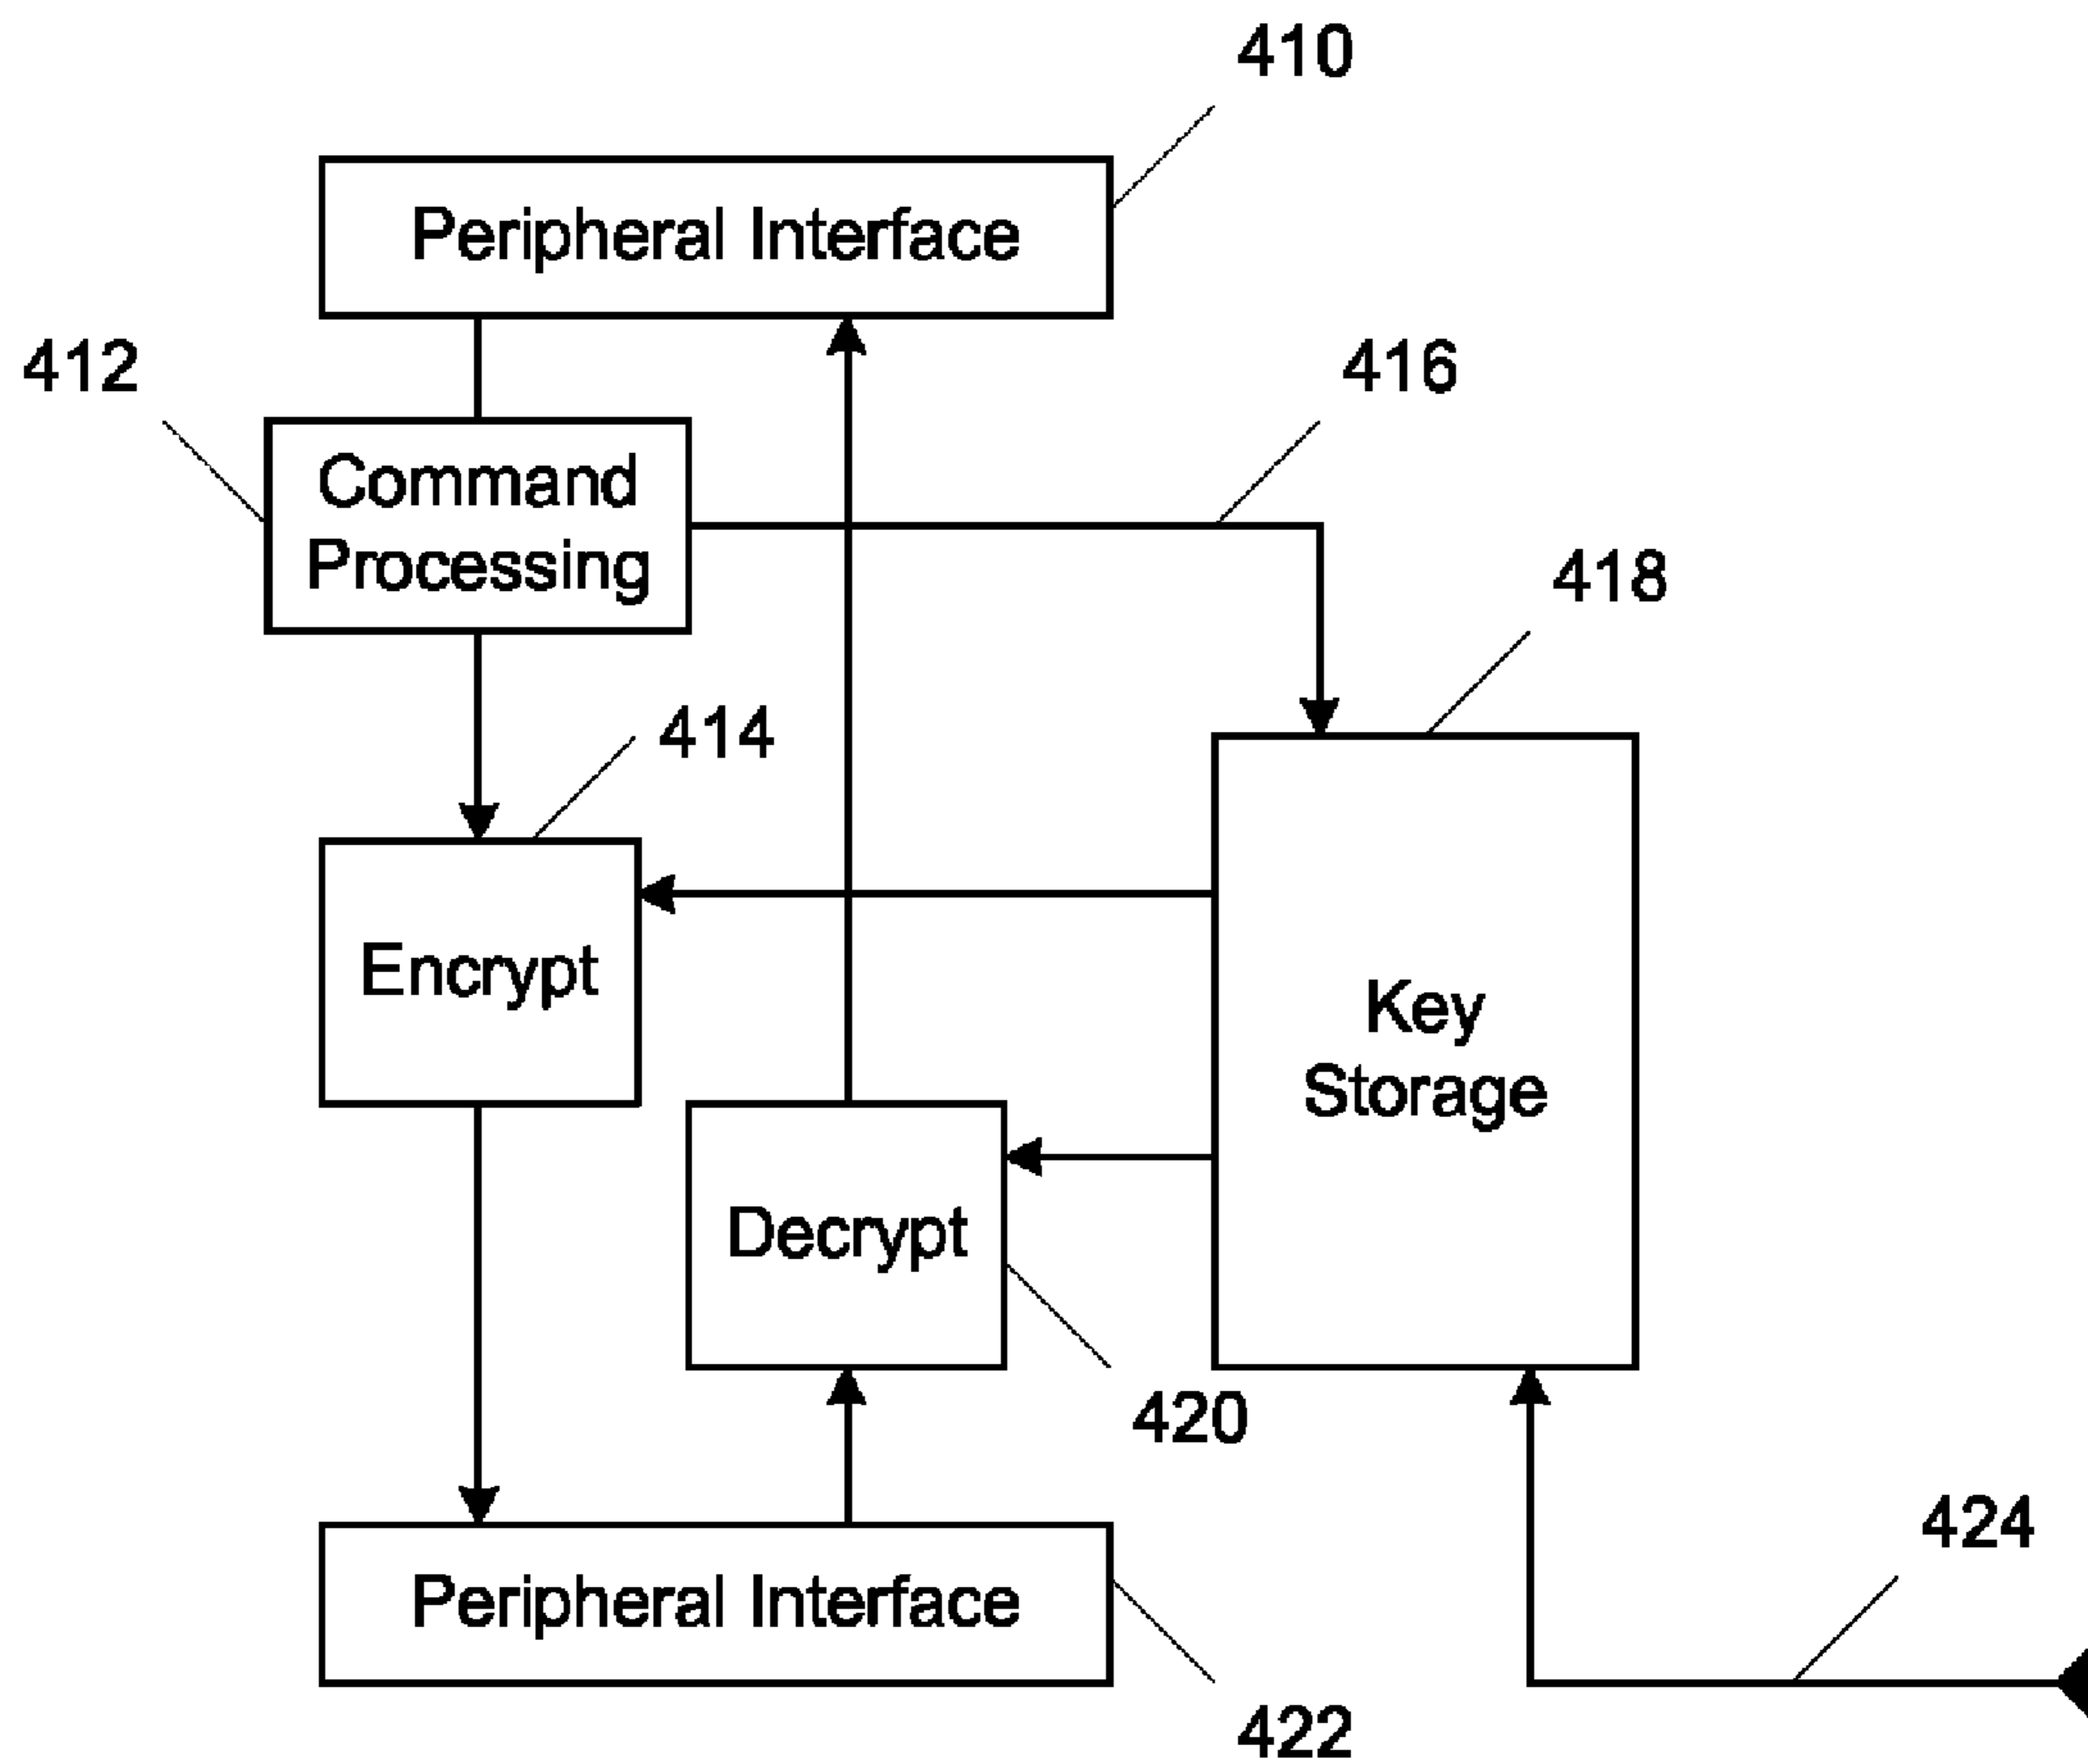 410
Peripheral Interface
412
416
Command
Processing
418
414
Encrypt
Key
Storage
Decrypt
420
424
Peripheral Interface
422